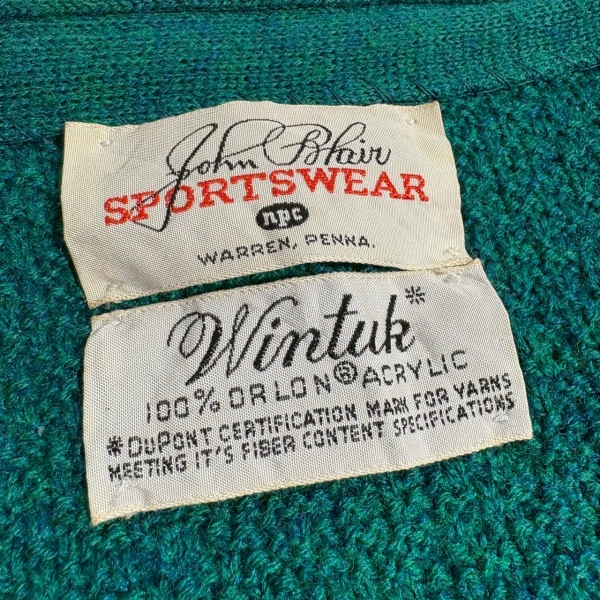 John Blair
SPORTSWEAR
npc
WARREN, PENNA.
Wintuk*
100% ORLON® ACRYLIC
*DuPONT CERTIFICATION MARK FOR YARNS
MEETING IT'S FIBER CONTENT SPECIFICATIONS